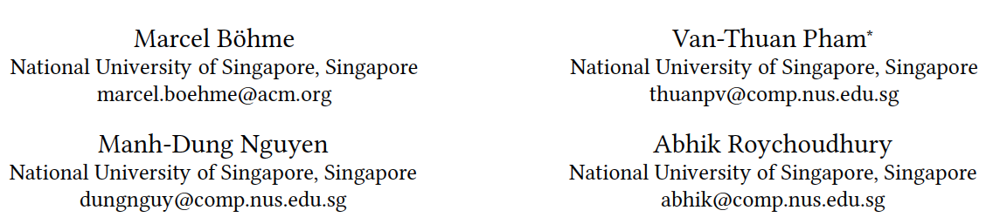 Marcel Böhme
National University of Singapore, Singapore
marcel.boehme@acm.org
Van-Thuan Pham*
National University of Singapore, Singapore
thuanpv@comp.nus.edu.sg
Manh-Dung Nguyen
National University of Singapore, Singapore
dungnguy@comp.nus.edu.sg
Abhik Roychoudhury
National University of Singapore, Singapore
abhik@comp.nus.edu.sg